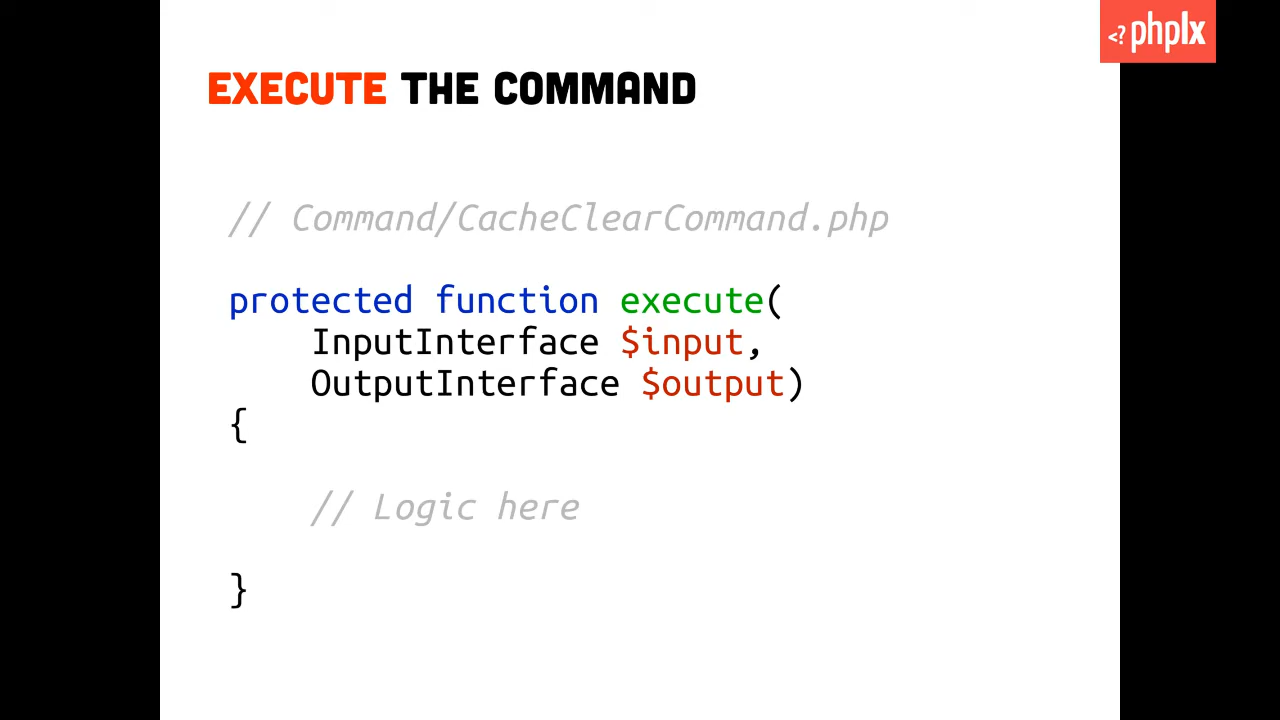 <? phplx
EXECUTE THE COMMAND
// Command/CacheClearCommand.php
protected function execute(
    InputInterface $input,
    OutputInterface $output)
{
    // Logic here
}